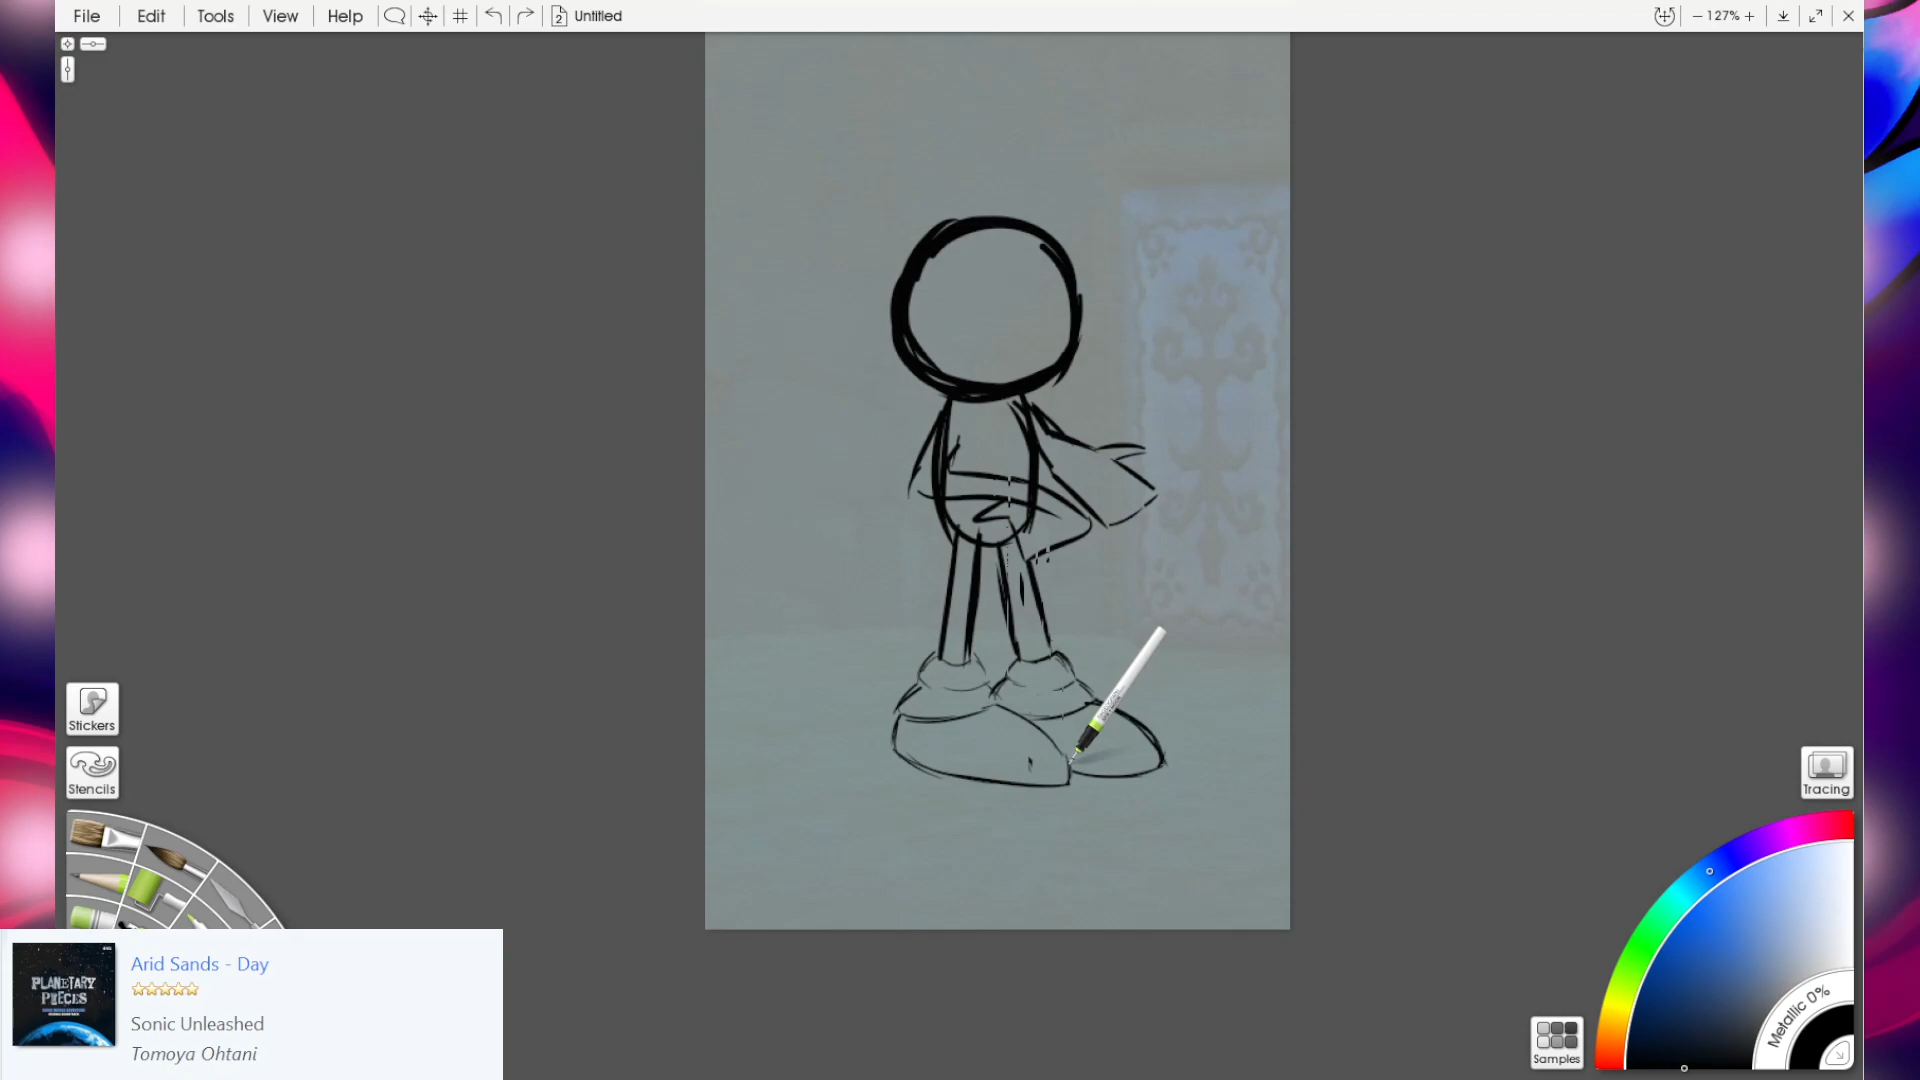 File Edit Tools View Help 2 Untitled − 127% +
Stickers
Stencils
Tracing
Metallic 0%
Samples
PLANETARY
PIECES
Arid Sands - Day
Sonic Unleashed
Tomoya Ohtani